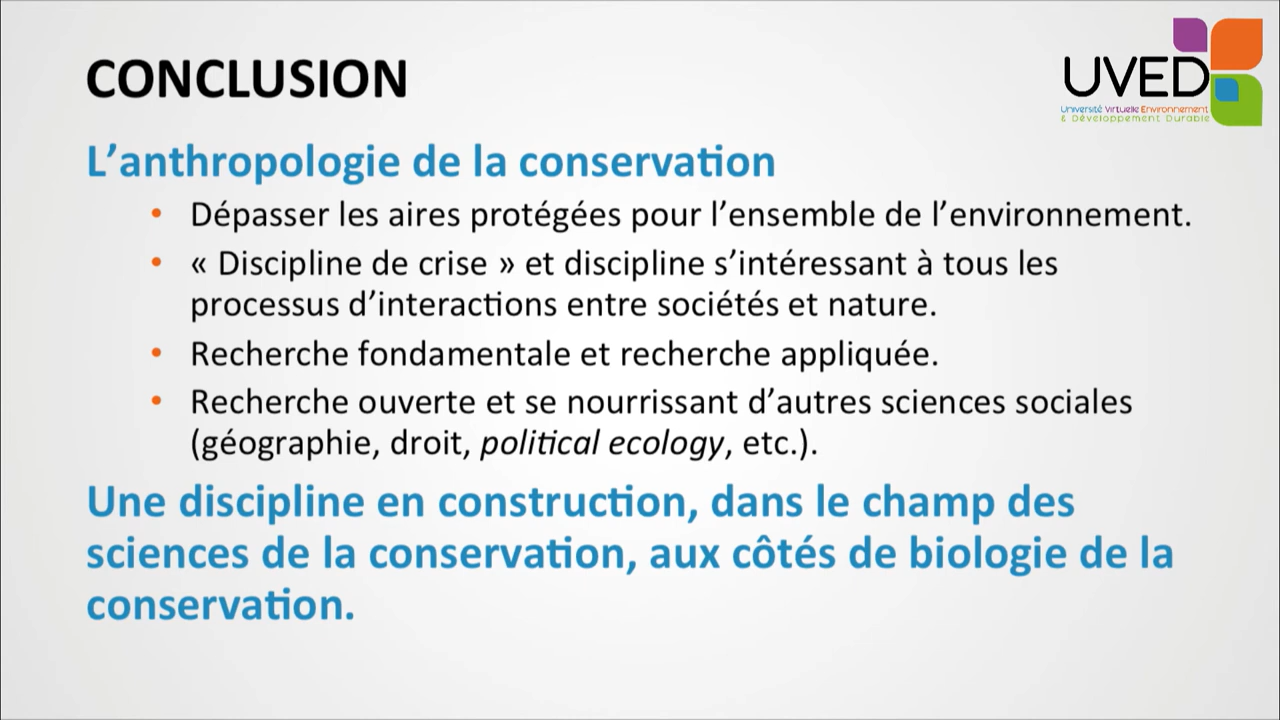 CONCLUSION
UVED
Université Virtuelle Environnement
& Développement Durable
L’anthropologie de la conservation
• Dépasser les aires protégées pour l’ensemble de l’environnement.
• « Discipline de crise » et discipline s’intéressant à tous les
processus d’interactions entre sociétés et nature.
• Recherche fondamentale et recherche appliquée.
• Recherche ouverte et se nourrissant d’autres sciences sociales
(géographie, droit, political ecology, etc.).
Une discipline en construction, dans le champ des
sciences de la conservation, aux côtés de biologie de la
conservation.